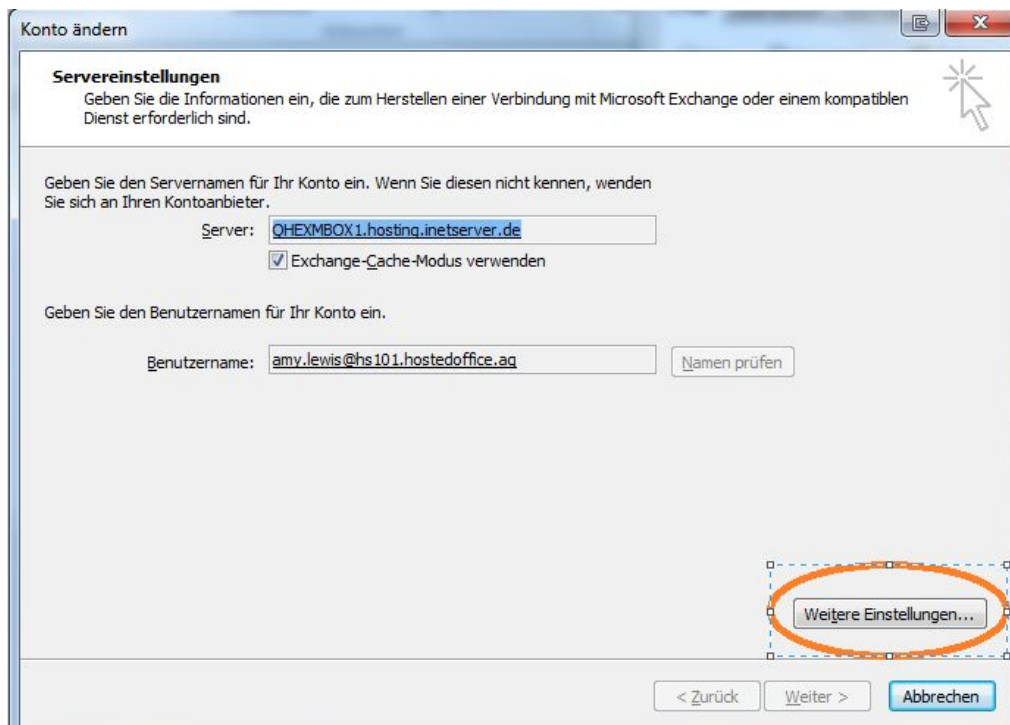 Konto ändern
Servereinstellungen
Geben Sie die Informationen ein, die zum Herstellen einer Verbindung mit Microsoft Exchange oder einem kompatiblen
Dienst erforderlich sind.
Geben Sie den Servernamen für Ihr Konto ein. Wenn Sie diesen nicht kennen, wenden
Sie sich an Ihren Kontoanbieter.
Server: QHEXMBOX1.hosting.inetserver.de
Exchange-Cache-Modus verwenden
Geben Sie den Benutzernamen für Ihr Konto ein.
Benutzername: amy.lewis@hs101.hostedoffice.ag Namen prüfen
Weitere Einstellungen...
< Zurück Weiter > Abbrechen